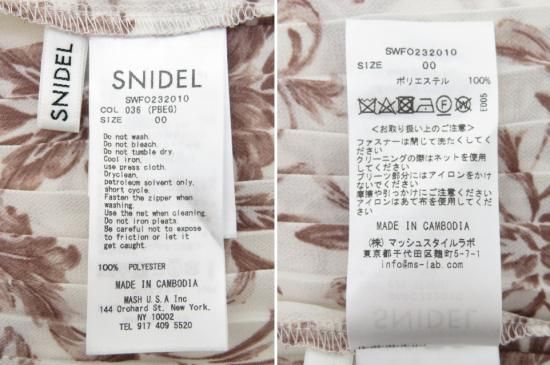 SNIDEL
SNIDEL
SWFO232010
COL 036 (PBEG)
SIZE 00
Do not wash.
Do not bleach.
Do not tumble dry.
Cool iron,
use press cloth.
Dryclean,
petroleum solvent only,
short cycle.
Fasten the zipper when
washing.
Use the net when cleaning.
Do not iron pleats.
Be careful not to expose
to friction or let it
get caught.
100% POLYESTER
MADE IN CAMBODIA
MASH U.S.A Inc
144 Orchard St, New York,
NY 10002
TEL 917 409 5520
SWFO232010
SIZE 00
ポリエステル 100%
E005
<お取り扱い上のご注意>
ファスナーは閉じて洗たくしてく
ださい
クリーニングの際はネットを使用
してください
プリーツ部分にはアイロンをか
けないでください
摩擦や引っかけにご注意ください
アイロンはあて布を使用してくだ
さい
MADE IN CAMBODIA
(株) マッシュスタイルラボ
東京都千代田区麹町5-7-1
info@ms-lab.com